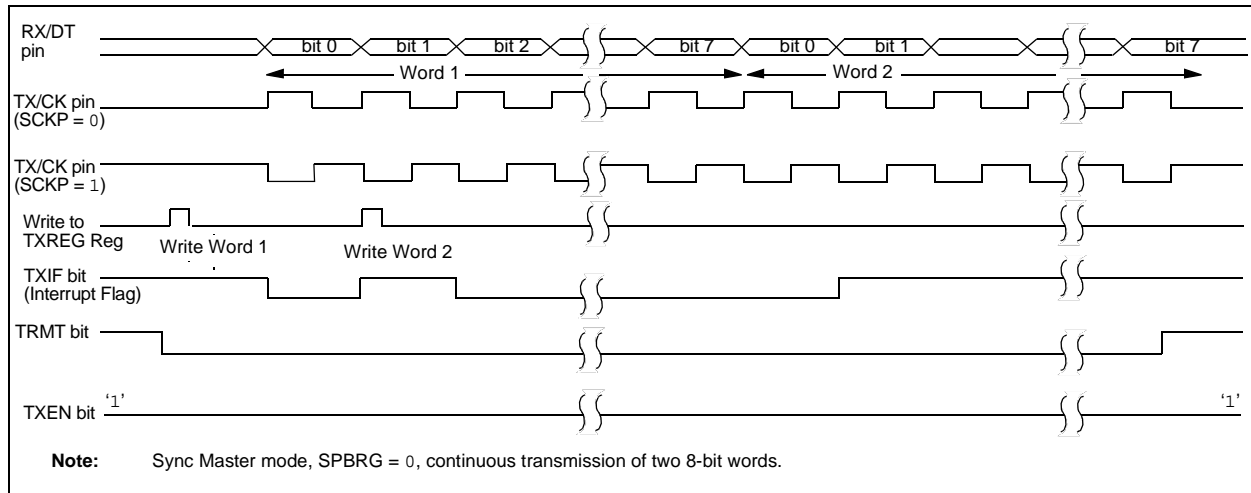 RX/DT
pin
bit 0 bit 1 bit 2 bit 7 bit 0 bit 1 bit 7
Word 1 Word 2
TX/CK pin
(SCKP = 0)
TX/CK pin
(SCKP = 1)
Write to
TXREG Reg
Write Word 1 Write Word 2
TXIF bit
(Interrupt Flag)
TRMT bit
TXEN bit ‘1’ ‘1’
Note: Sync Master mode, SPBRG = 0, continuous transmission of two 8-bit words.